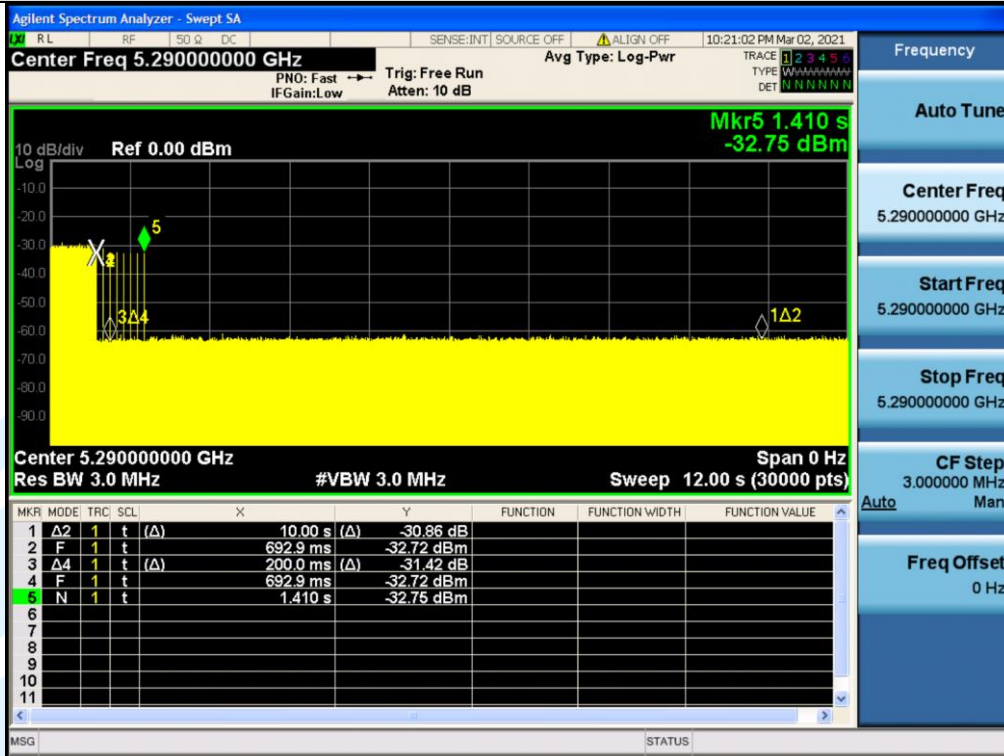 Agilent Spectrum Analyzer - Swept SA
LXI RL RF 50 Ω DC SENSE:INT SOURCE OFF ALIGN OFF 10:21:02 PM Mar 02, 2021
Center Freq 5.290000000 GHz
PNO: Fast
IFGain:Low
Trig: Free Run
Atten: 10 dB
Avg Type: Log-Pwr
TRACE 1 2 3 4 5 6
TYPE W
DET N N N N N N
Mkr5 1.410 s
-32.75 dBm
10 dB/div Ref 0.00 dBm
Log
-10.0
-20.0
-30.0
-40.0
-50.0
-60.0
-70.0
-80.0
-90.0
5
X
2
3Δ4
1Δ2
Center 5.290000000 GHz Span 0 Hz
Res BW 3.0 MHz #VBW 3.0 MHz Sweep 12.00 s (30000 pts)
MKR MODE TRC SCL X Y FUNCTION FUNCTION WIDTH FUNCTION VALUE
1 Δ2 1 t (Δ) 10.00 s (Δ) -30.86 dB
2 F 1 t 692.9 ms -32.72 dBm
3 Δ4 1 t (Δ) 200.0 ms (Δ) -31.42 dB
4 F 1 t 692.9 ms -32.72 dBm
5 N 1 t 1.410 s -32.75 dBm
6
7
8
9
10
11
MSG STATUS
Frequency
Auto Tune
Center Freq
5.290000000 GHz
Start Freq
5.290000000 GHz
Stop Freq
5.290000000 GHz
CF Step
3.000000 MHz
Auto Man
Freq Offset
0 Hz